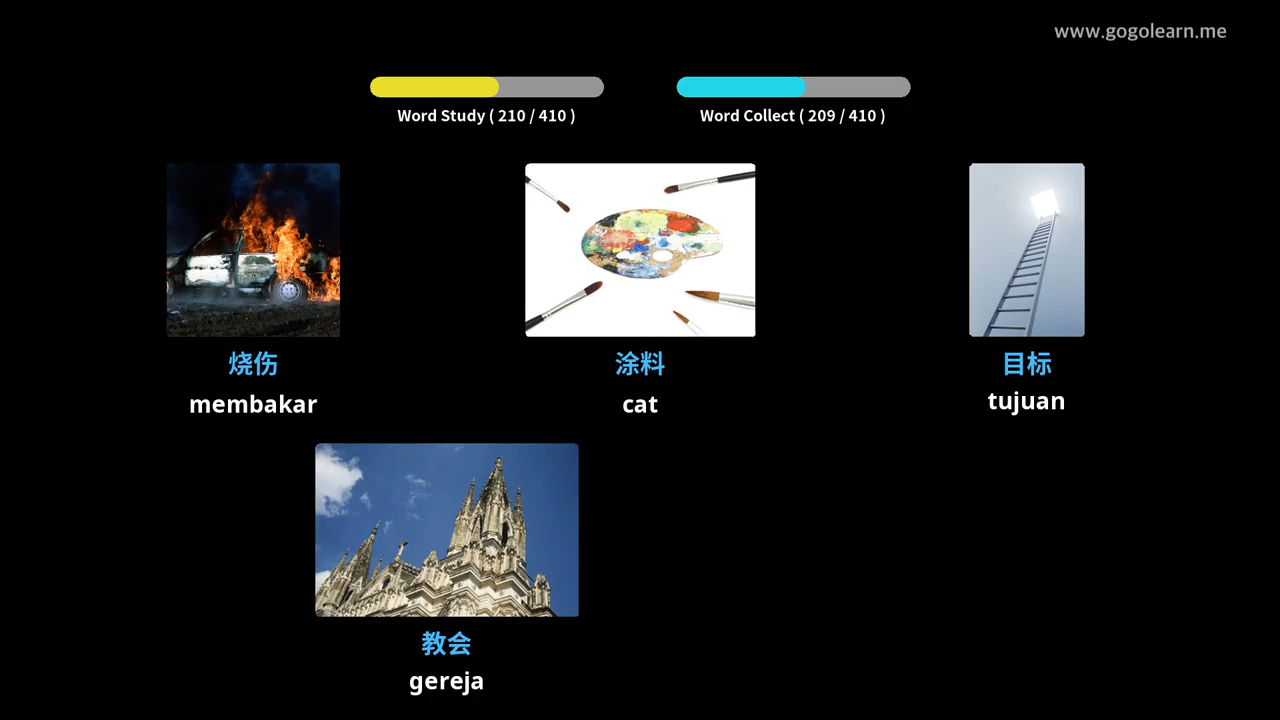 www.gogolearn.me
Word Study ( 210 / 410 )
Word Collect ( 209 / 410 )
烧伤
membakar
涂料
cat
目标
tujuan
教会
gereja